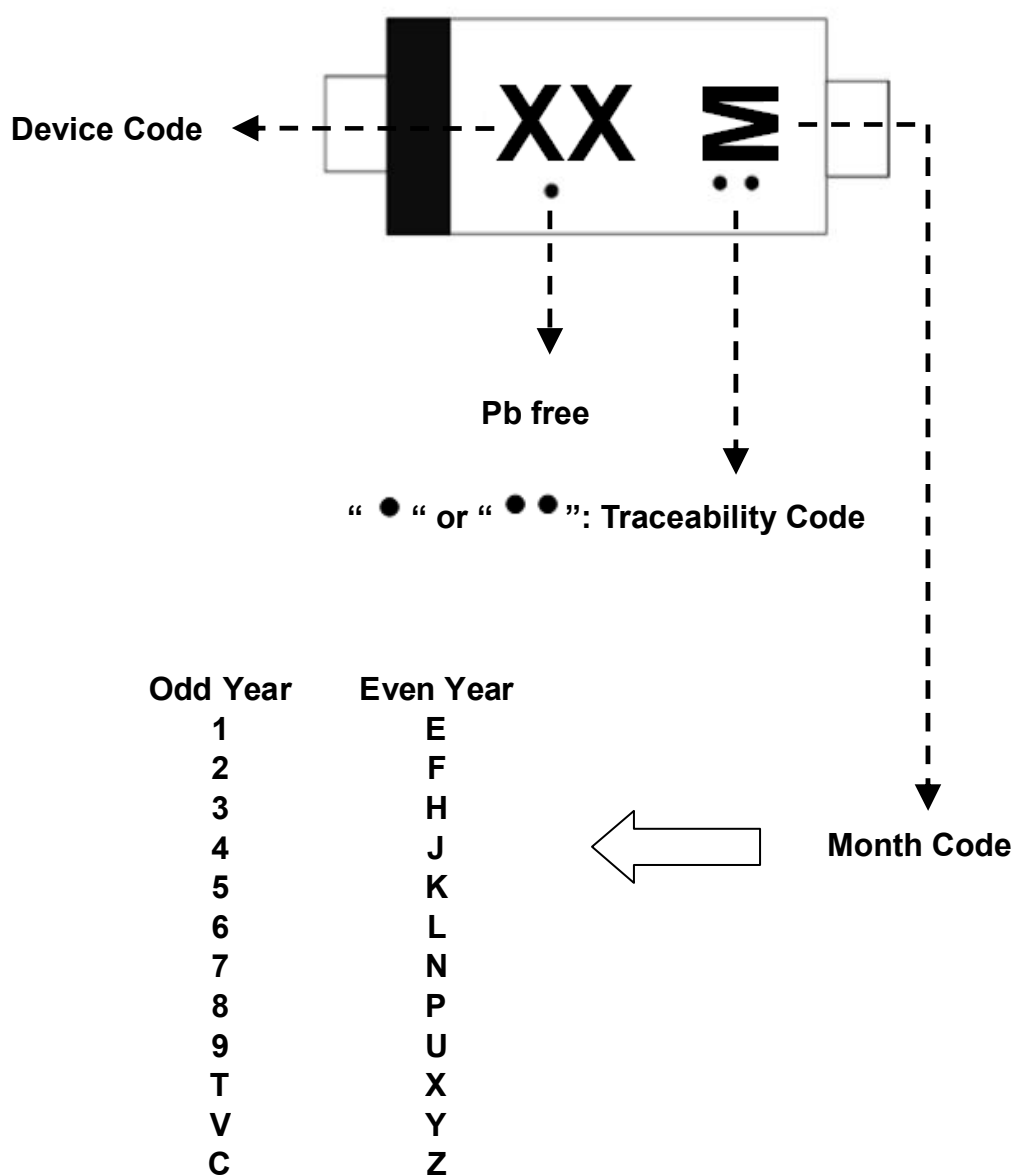 XX M
Device Code
Pb free
“ • “ or “ • • ”: Traceability Code
Odd Year Even Year
1 E
2 F
3 H
4 J
5 K
6 L
7 N
8 P
9 U
T X
V Y
C Z
Month Code